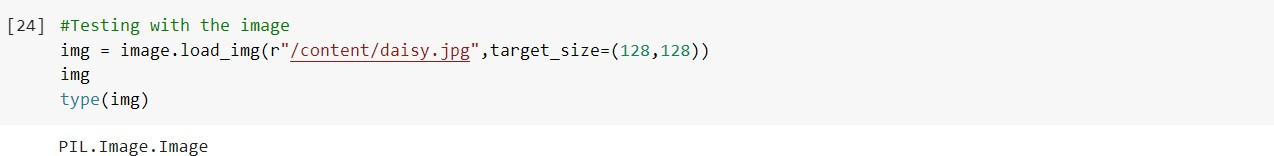 [24] #Testing with the image
img = image.load_img(r"/content/daisy.jpg",target_size=(128,128))
img
type(img)
PIL.Image.Image